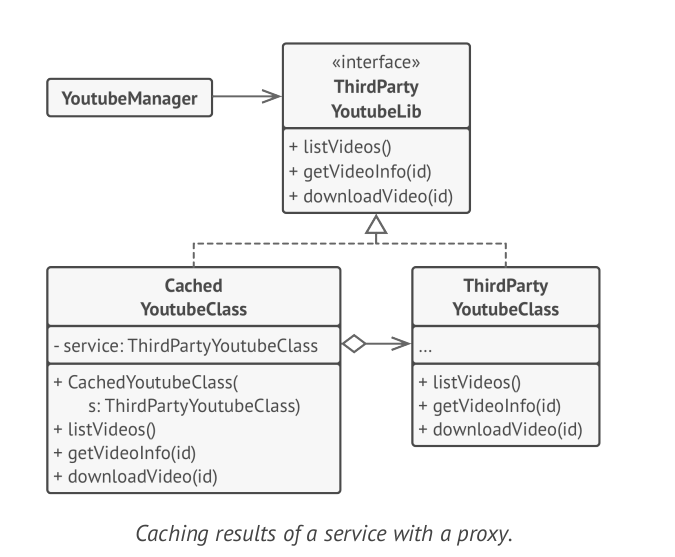 «interface»
ThirdParty
YoutubeLib
YoutubeManager
+ listVideos()
+ getVideoInfo(id)
+ downloadVideo(id)
Cached
YoutubeClass
- service: ThirdPartyYoutubeClass
+ CachedYoutubeClass(
s: ThirdPartyYoutubeClass)
+ listVideos()
+ getVideoInfo(id)
+ downloadVideo(id)
ThirdParty
YoutubeClass
...
+ listVideos()
+ getVideoInfo(id)
+ downloadVideo(id)
Caching results of a service with a proxy.